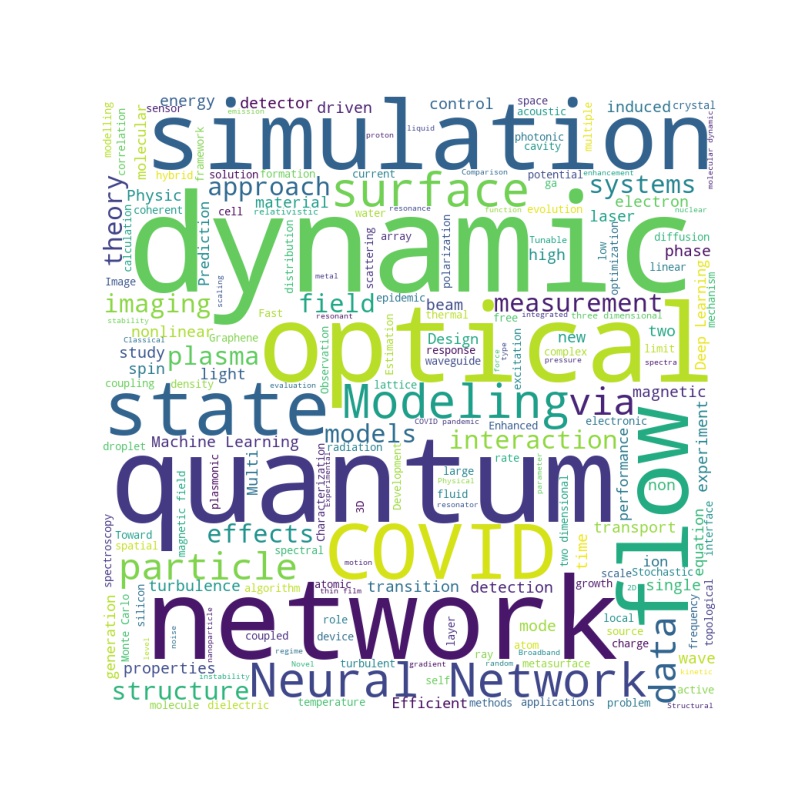 energy
detector
driven
control
space
induced
crystal
modelling
sensor
emission
acoustic
multiple
simulation
proton
liquid
photonic
cavity
correlation
molecular
framework
molecular dynamic
hybrid
solution
formation
current
Comparison
potential
enhancement
theory
Physic
approach
surface
ga
systems
coherent
material
electron
cell
relativistic
water
resonance
function
evolution
laser
nuclear
calculation
Prediction
dynamic
distribution
scattering
array
polarization
Tunable
high
low
optimization
diffusion
phase
linear
mechanism
Image
scaling
metal
imaging
field
epidemic
beam
measurement
stability
resonant
Fast
thermal
free
integrated
three dimensional
nonlinear
Graphene
optical
Deep Learning
Classical
Observation
Estimation
Design
new
two
study
plasma
response
force
type
complex
limit
spin
light
evaluation
waveguide
excitation
pressure
spectra
coupling
density
lattice
magnetic
state
Modeling
via
electronic
COVID pandemic
Enhanced
flow
droplet
Machine Learning
models
interaction
radiation
experiment
plasmonic
Multi
quantum
Characterization
Experimental
Development
large
rate
performance
Physical
parameter
non
3D
fluid
resonator
two dimensional
spectroscopy
Toward
magnetic field
effects
COVID
transport
equation
interface
spatial
spectral
time
particle
motion
ion
turbulence
algorithm
atomic
thin film
transition
detection
growth
scale
Stochastic
2D
single
generation
Monte Carlo
silicon
network
local
frequency
topological
level
noise
nanoparticle
coupled
role
device
layer
mode
atom
source
charge
regime
Novel
turbulent
gradient
ray
random
Broadband
metasurface
data
wave
properties
instability
self
kinetic
structure
Neural Network
active
molecule
dielectric
temperature
Efficient
methods
applications
problem
Structural